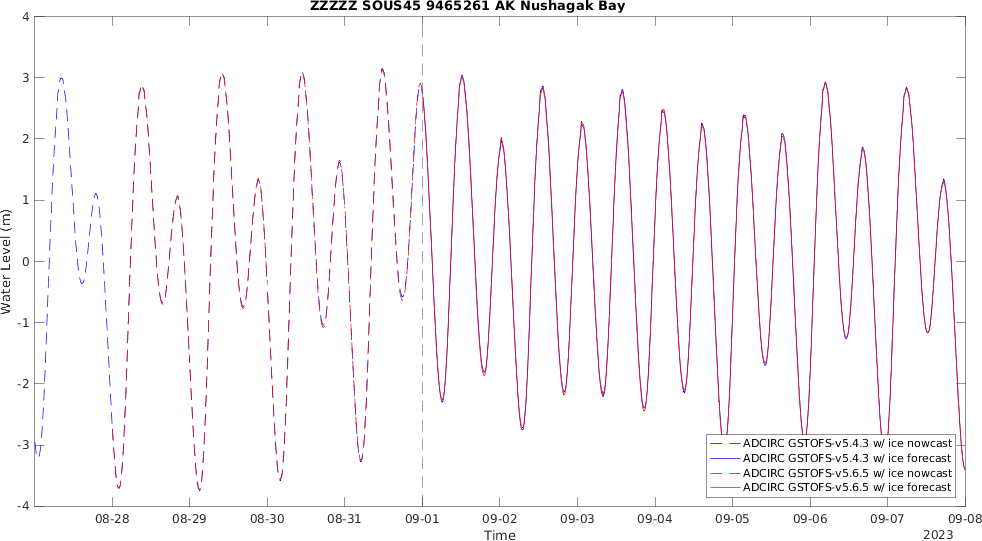 ZZZZZ SOUS45 9465261 AK Nushagak Bay
4
3
2
1
0
-1
-2
-3
-4
Water Level (m)
ADCIRC GSTOFS-v5.4.3 w/ ice nowcast
ADCIRC GSTOFS-v5.4.3 w/ ice forecast
ADCIRC GSTOFS-v5.6.5 w/ ice nowcast
ADCIRC GSTOFS-v5.6.5 w/ ice forecast
08-28 08-29 08-30 08-31 09-01 09-02 09-03 09-04 09-05 09-06 09-07 09-08
Time
2023